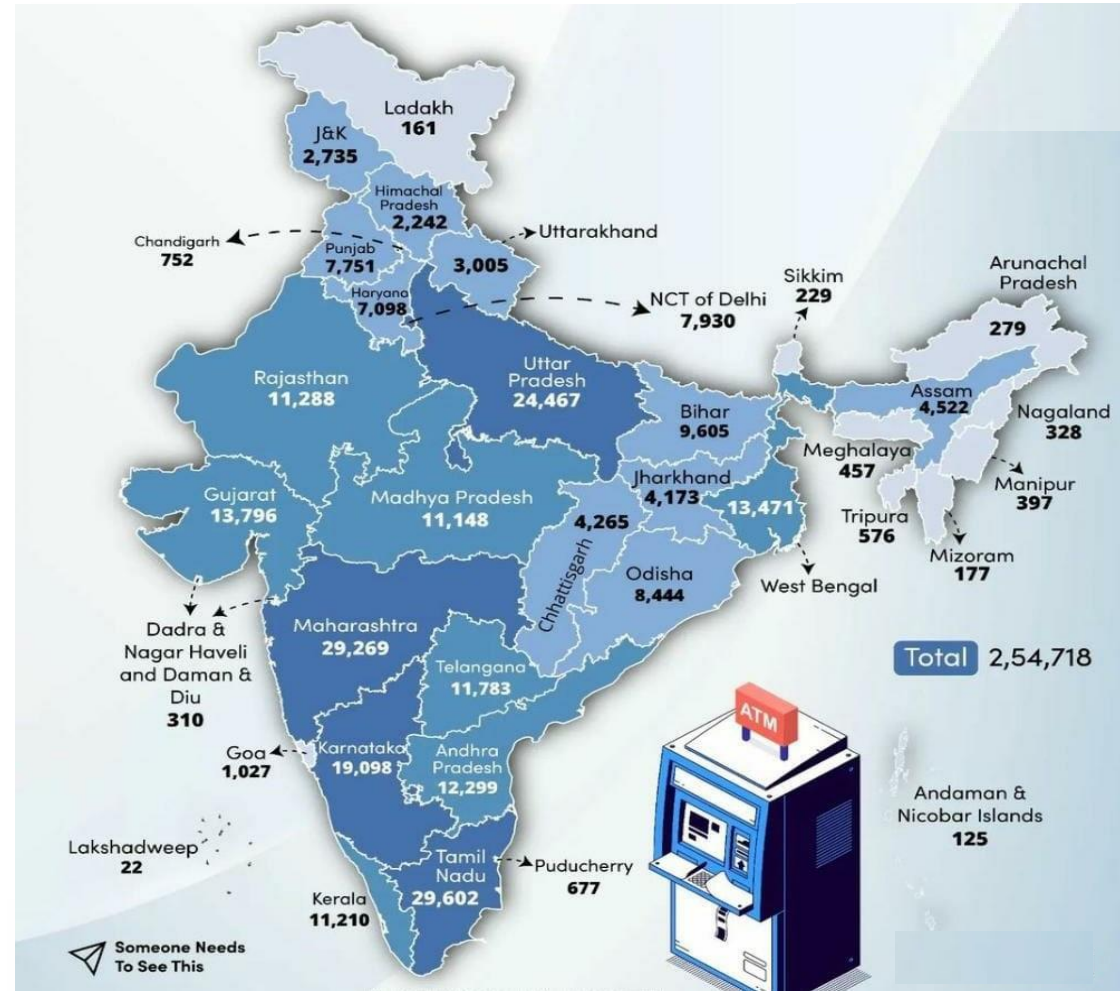 Ladakh
161
J&K
2,735
Himachal
Pradesh
2,242
Uttarakhand
3,005
Chandigarh
752
Punjab
7,751
Haryana
7,098
NCT of Delhi
7,930
Sikkim
229
Arunachal
Pradesh
279
Rajasthan
11,288
Uttar
Pradesh
24,467
Bihar
9,605
Assam
4,522
Nagaland
328
Meghalaya
457
Manipur
397
Tripura
576
Mizoram
177
Gujarat
13,796
Madhya Pradesh
11,148
Jharkhand
4,173
13,471
West Bengal
4,265
Chhattisgarh
Odisha
8,444
Dadra &
Nagar Haveli
and Daman &
Diu
310
Maharashtra
29,269
Telangana
11,783
Total 2,54,718
ATM
Goa
1,027
Karnataka
19,098
Andhra
Pradesh
12,299
Andaman &
Nicobar Islands
125
Lakshadweep
22
Tamil
Nadu
29,602
Puducherry
677
Kerala
11,210
Someone Needs
To See This